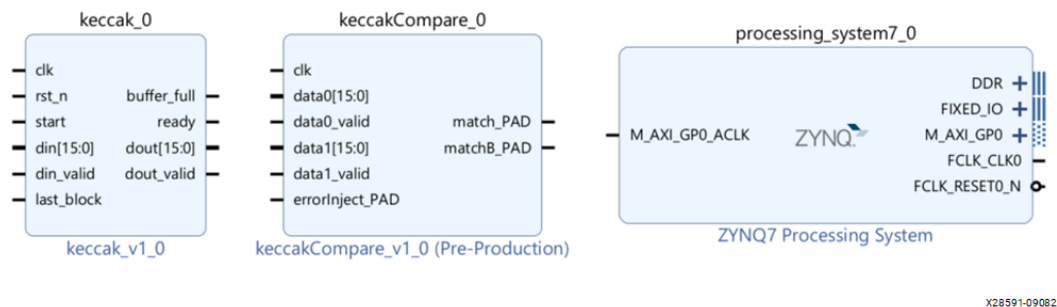 keccak_0
clk
rst_n buffer_full
start ready
din[15:0] dout[15:0]
din_valid dout_valid
last_block
keccak_v1_0
keccakCompare_0
clk
data0[15:0]
data0_valid match_PAD
data1[15:0] matchB_PAD
data1_valid
errorInject_PAD
keccakCompare_v1_0 (Pre-Production)
processing_system7_0
DDR
FIXED_IO
M_AXI_GP0_ACLK ZYNQ M_AXI_GP0
FCLK_CLK0
FCLK_RESET0_N
ZYNQ7 Processing System
X28591-09082